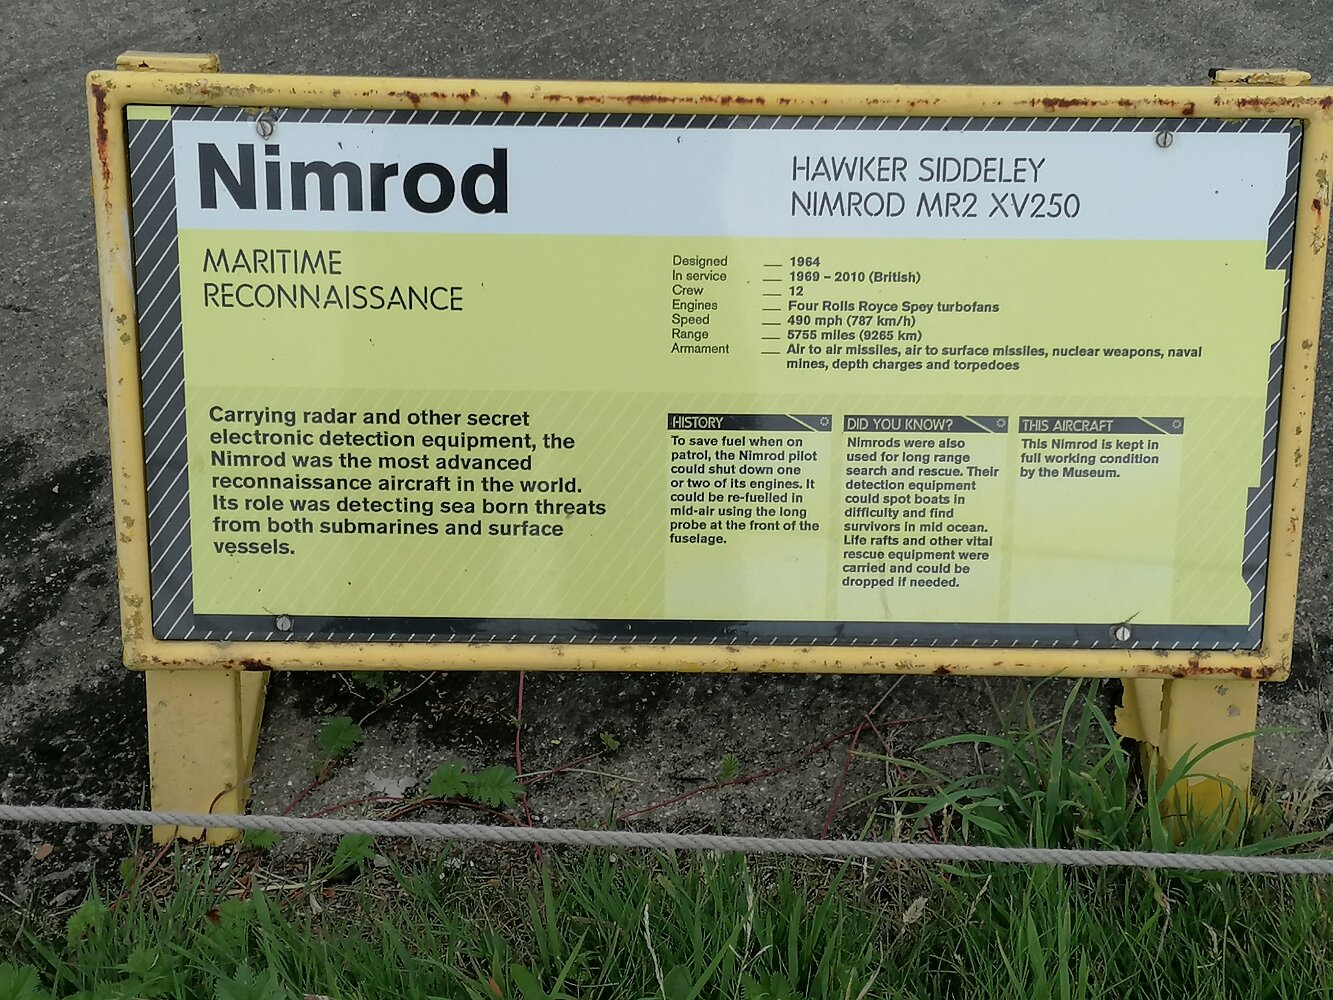 Nimrod
HAWKER SIDDELEY
NIMROD MR2 XV250
MARITIME
RECONNAISSANCE
Designed __ 1964
In service __ 1969 – 2010 (British)
Crew __ 12
Engines __ Four Rolls Royce Spey turbofans
Speed __ 490 mph (787 km/h)
Range __ 5755 miles (9265 km)
Armament __ Air to air missiles, air to surface missiles, nuclear weapons, naval
mines, depth charges and torpedoes
Carrying radar and other secret
electronic detection equipment, the
Nimrod was the most advanced
reconnaissance aircraft in the world.
Its role was detecting sea born threats
from both submarines and surface
vessels.
HISTORY
To save fuel when on
patrol, the Nimrod pilot
could shut down one
or two of its engines. It
could be re-fuelled in
mid-air using the long
probe at the front of the
fuselage.
DID YOU KNOW?
Nimrods were also
used for long range
search and rescue. Their
detection equipment
could spot boats in
difficulty and find
survivors in mid ocean.
Life rafts and other vital
rescue equipment were
carried and could be
dropped if needed.
THIS AIRCRAFT
This Nimrod is kept in
full working condition
by the Museum.